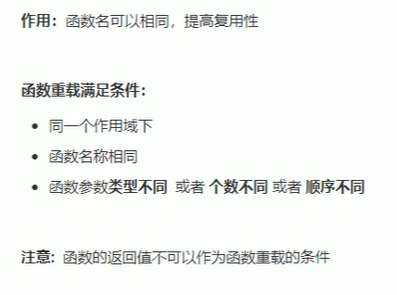 作用：函数名可以相同，提高复用性
函数重载满足条件：
• 同一个作用域下
• 函数名称相同
• 函数参数类型不同 或者 个数不同 或者 顺序不同
注意: 函数的返回值不可以作为函数重载的条件